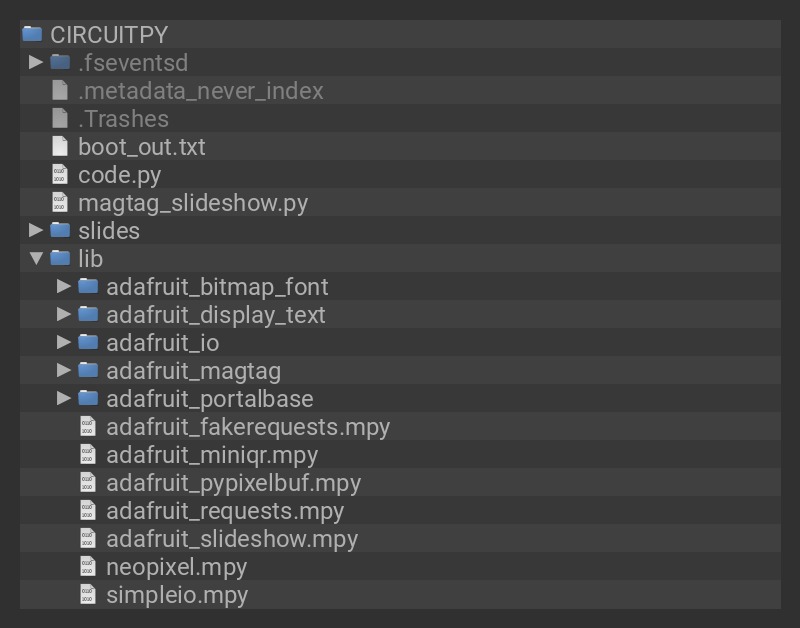 CIRCUITPY
.fseventsd
.metadata_never_index
.Trashes
boot_out.txt
code.py
magtag_slideshow.py
slides
lib
adafruit_bitmap_font
adafruit_display_text
adafruit_io
adafruit_magtag
adafruit_portalbase
adafruit_fakerequests.mpy
adafruit_miniqr.mpy
adafruit_pypixelbuf.mpy
adafruit_requests.mpy
adafruit_slideshow.mpy
neopixel.mpy
simpleio.mpy